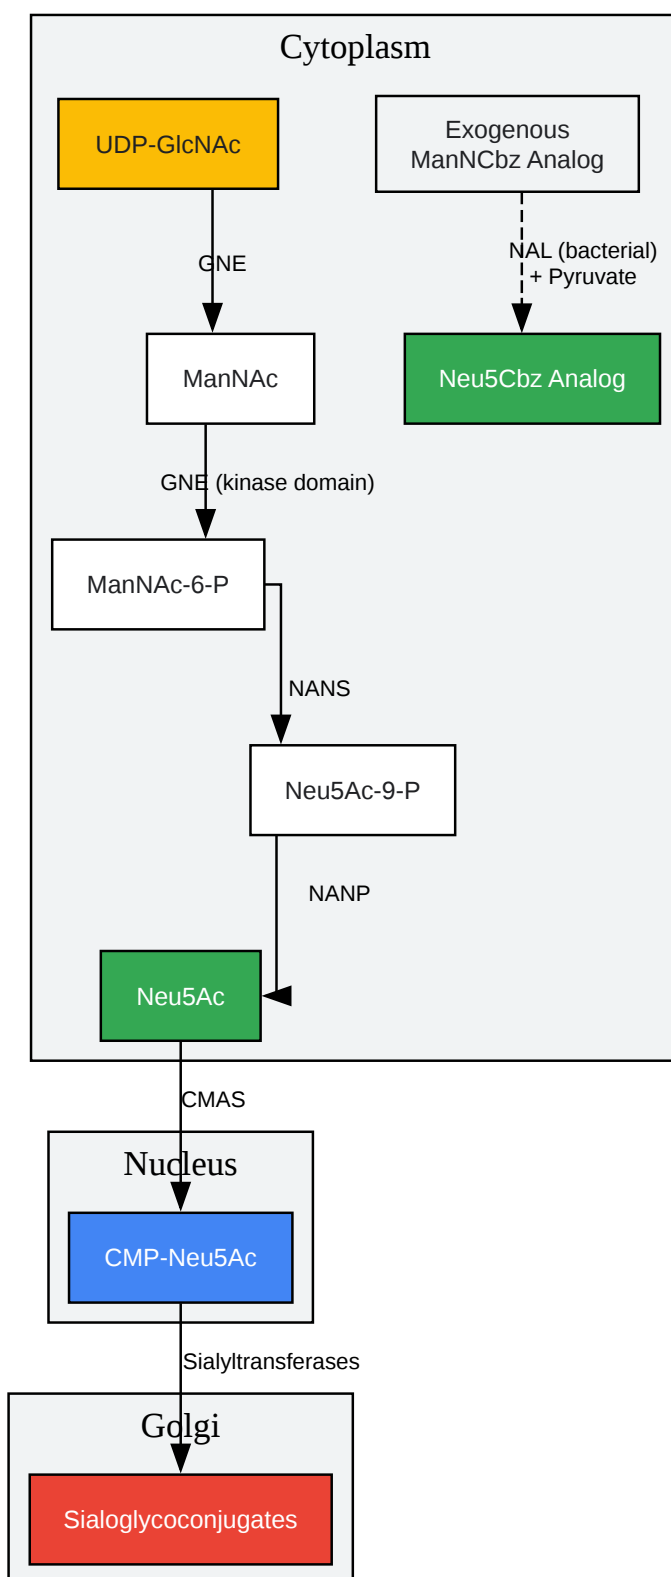 Cytoplasm
UDP-GlcNAc
Exogenous
ManNCbz Analog
GNE
NAL (bacterial)
+ Pyruvate
ManNAc
Neu5Cbz Analog
GNE (kinase domain)
ManNAc-6-P
NANS
Neu5Ac-9-P
NANP
Neu5Ac
CMAS
Nucleus
CMP-Neu5Ac
Sialyltransferases
Golgi
Sialoglycoconjugates